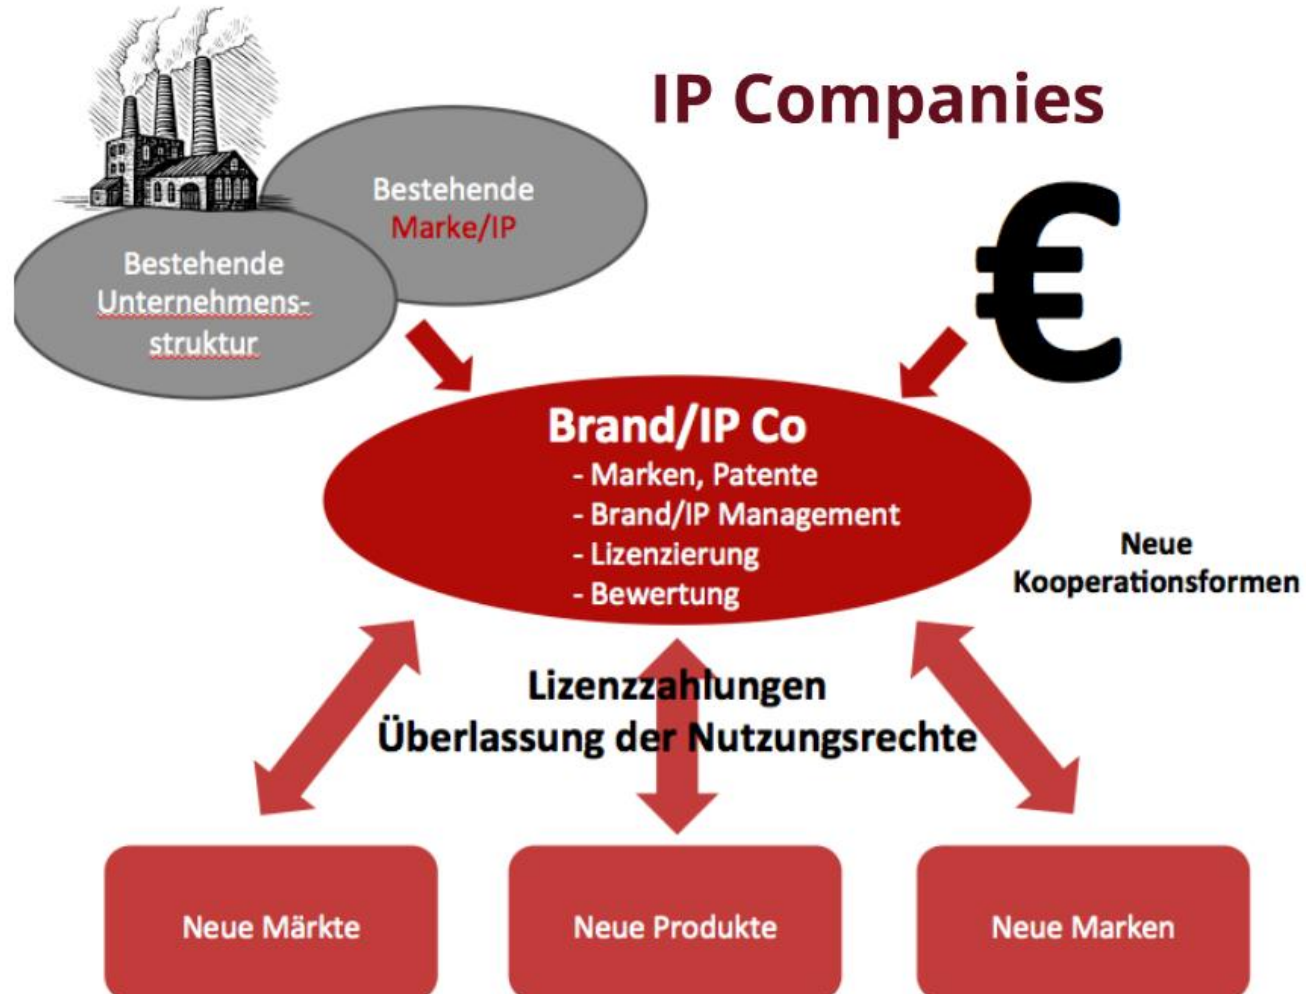 IP Companies
Bestehende
Marke/IP
Bestehende
Unternehmens-
struktur
€
Brand/IP Co
- Marken, Patente
- Brand/IP Management
- Lizenzierung
- Bewertung
Neue
Kooperationsformen
Lizenzzahlungen
Überlassung der Nutzungsrechte
Neue Märkte
Neue Produkte
Neue Marken